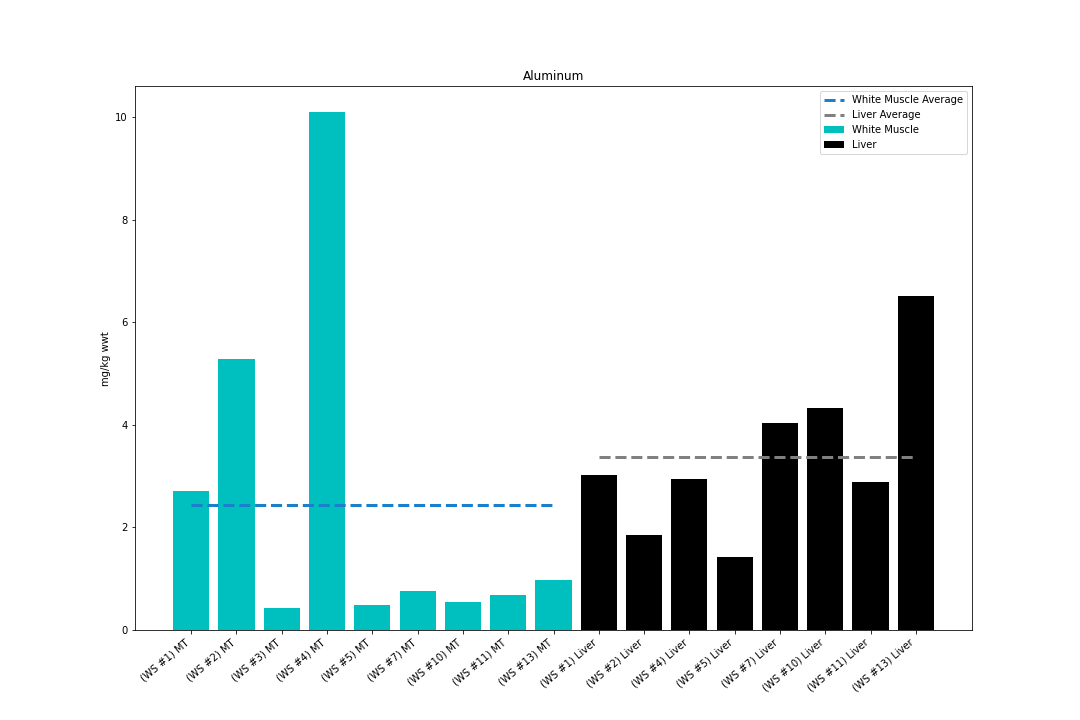 Aluminum
White Muscle Average
Liver Average
White Muscle
Liver
mg/kg wwt
10
8
6
4
2
0
(WS #1) MT
(WS #2) MT
(WS #3) MT
(WS #4) MT
(WS #5) MT
(WS #7) MT
(WS #10) MT
(WS #11) MT
(WS #13) MT
(WS #1) Liver
(WS #2) Liver
(WS #4) Liver
(WS #5) Liver
(WS #7) Liver
(WS #10) Liver
(WS #11) Liver
(WS #13) Liver